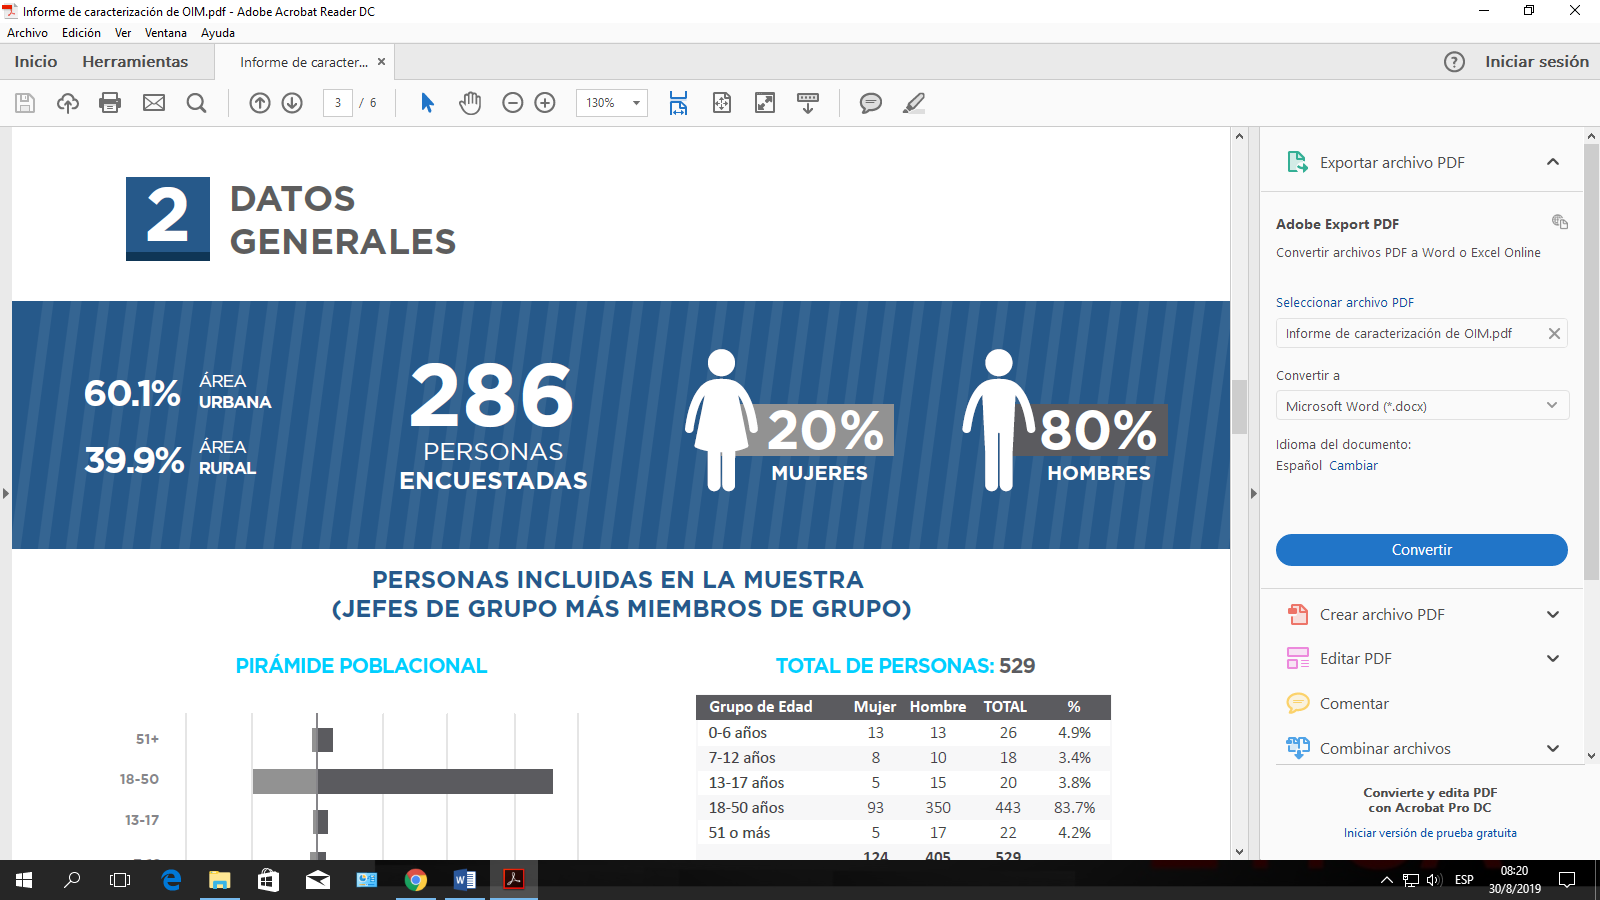 Informe de caracterización de OIM.pdf - Adobe Acrobat Reader DC
Archivo Edición Ver Ventana Ayuda
Inicio Herramientas Informe de caracter... Iniciar sesión
3 / 6 130%
2 DATOS
GENERALES
60.1% ÁREA
URBANA
39.9% ÁREA
RURAL
286
PERSONAS
ENCUESTADAS
20%
MUJERES
80%
HOMBRES
PERSONAS INCLUIDAS EN LA MUESTRA
(JEFES DE GRUPO MÁS MIEMBROS DE GRUPO)
PIRÁMIDE POBLACIONAL
51+
18-50
13-17
TOTAL DE PERSONAS: 529
Grupo de Edad Mujer Hombre TOTAL %
0-6 años 13 13 26 4.9%
7-12 años 8 10 18 3.4%
13-17 años 5 15 20 3.8%
18-50 años 93 350 443 83.7%
51 o más 5 17 22 4.2%
124 405 529
Exportar archivo PDF
Adobe Export PDF
Convertir archivos PDF a Word o Excel Online
Seleccionar archivo PDF
Informe de caracterización de OIM.pdf
Convertir a
Microsoft Word (*.docx)
Idioma del documento:
Español Cambiar
Convertir
Crear archivo PDF
Editar PDF
Comentar
Combinar archivos
Convierte y edita PDF
con Acrobat Pro DC
Iniciar versión de prueba gratuita
ESP
08:20
30/8/2019